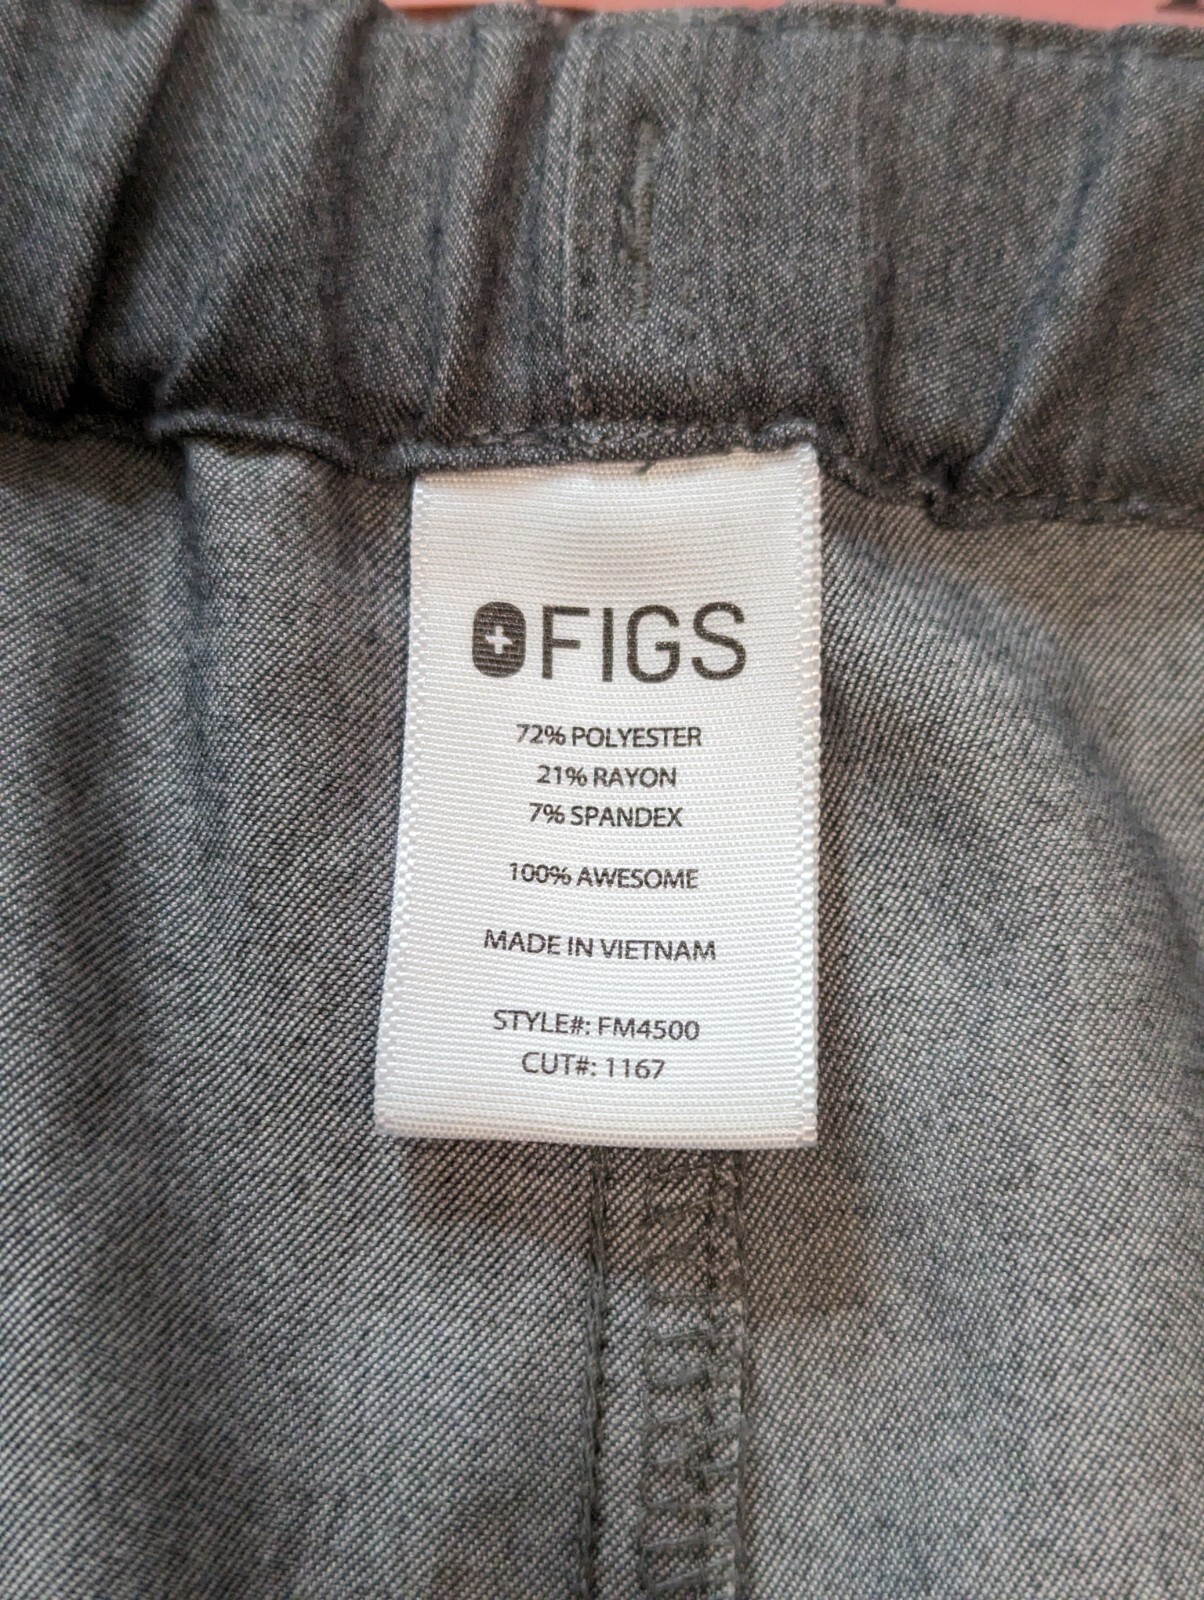 FIGS
72% POLYESTER
21% RAYON
7% SPANDEX
100% AWESOME
MADE IN VIETNAM
STYLE#: FM4500
CUT#: 1167